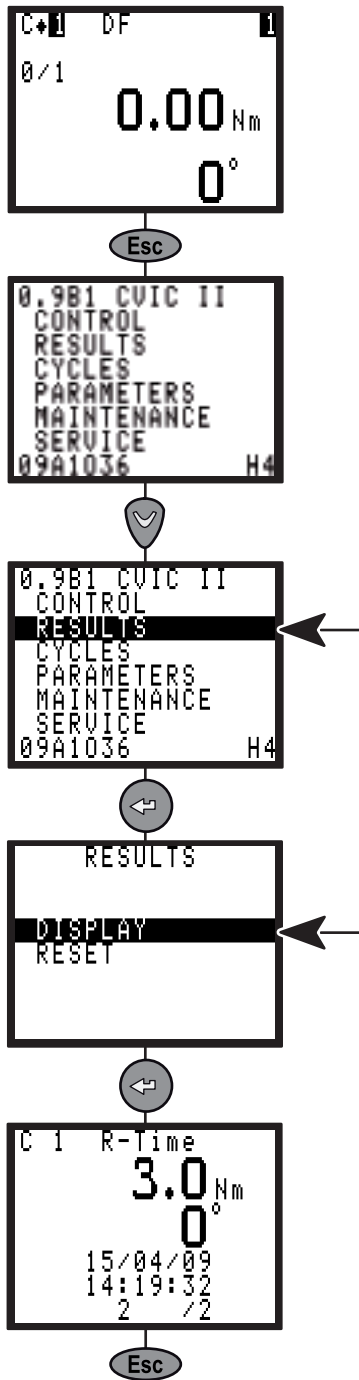 C♦1 DF 1
0/1
0.00 Nm
0°
Esc
0.9B1 CVIC II
CONTROL
RESULTS
CYCLES
PARAMETERS
MAINTENANCE
SERVICE
09A1036 H4
0.9B1 CVIC II
CONTROL
RESULTS
CYCLES
PARAMETERS
MAINTENANCE
SERVICE
09A1036 H4
RESULTS
DISPLAY
RESET
C 1 R-Time
3.0 Nm
0°
15/04/09
14:19:32
2 /2
Esc